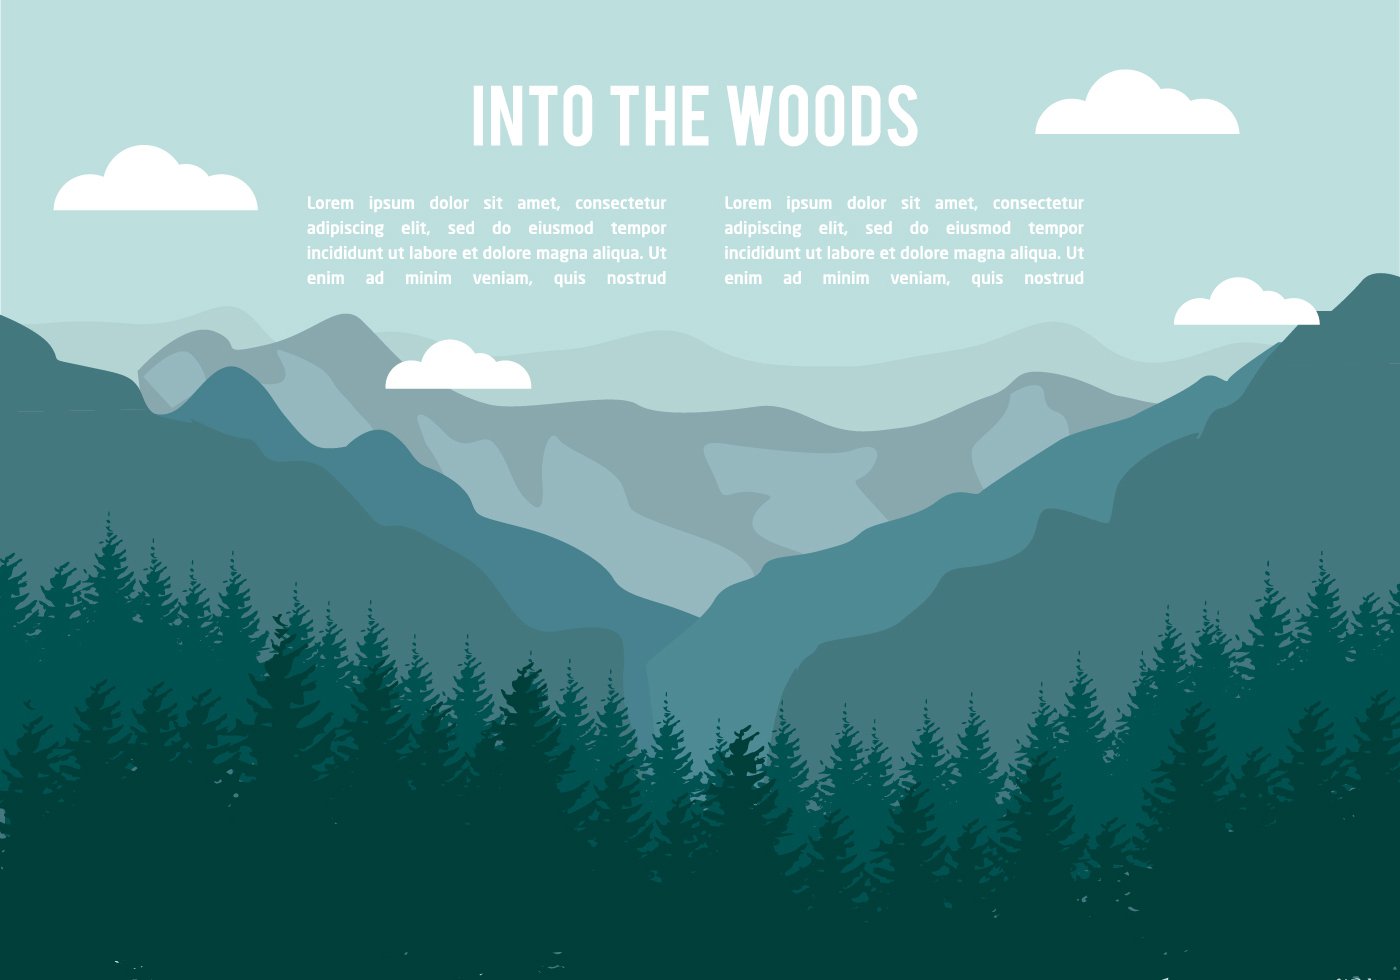 INTO THE WOODS
Lorem ipsum dolor sit amet, consectetur
adipiscing elit, sed do eiusmod tempor
incididunt ut labore et dolore magna aliqua. Ut
enim ad minim veniam, quis nostrud
Lorem ipsum dolor sit amet, consectetur
adipiscing elit, sed do eiusmod tempor
incididunt ut labore et dolore magna aliqua. Ut
enim ad minim veniam, quis nostrud